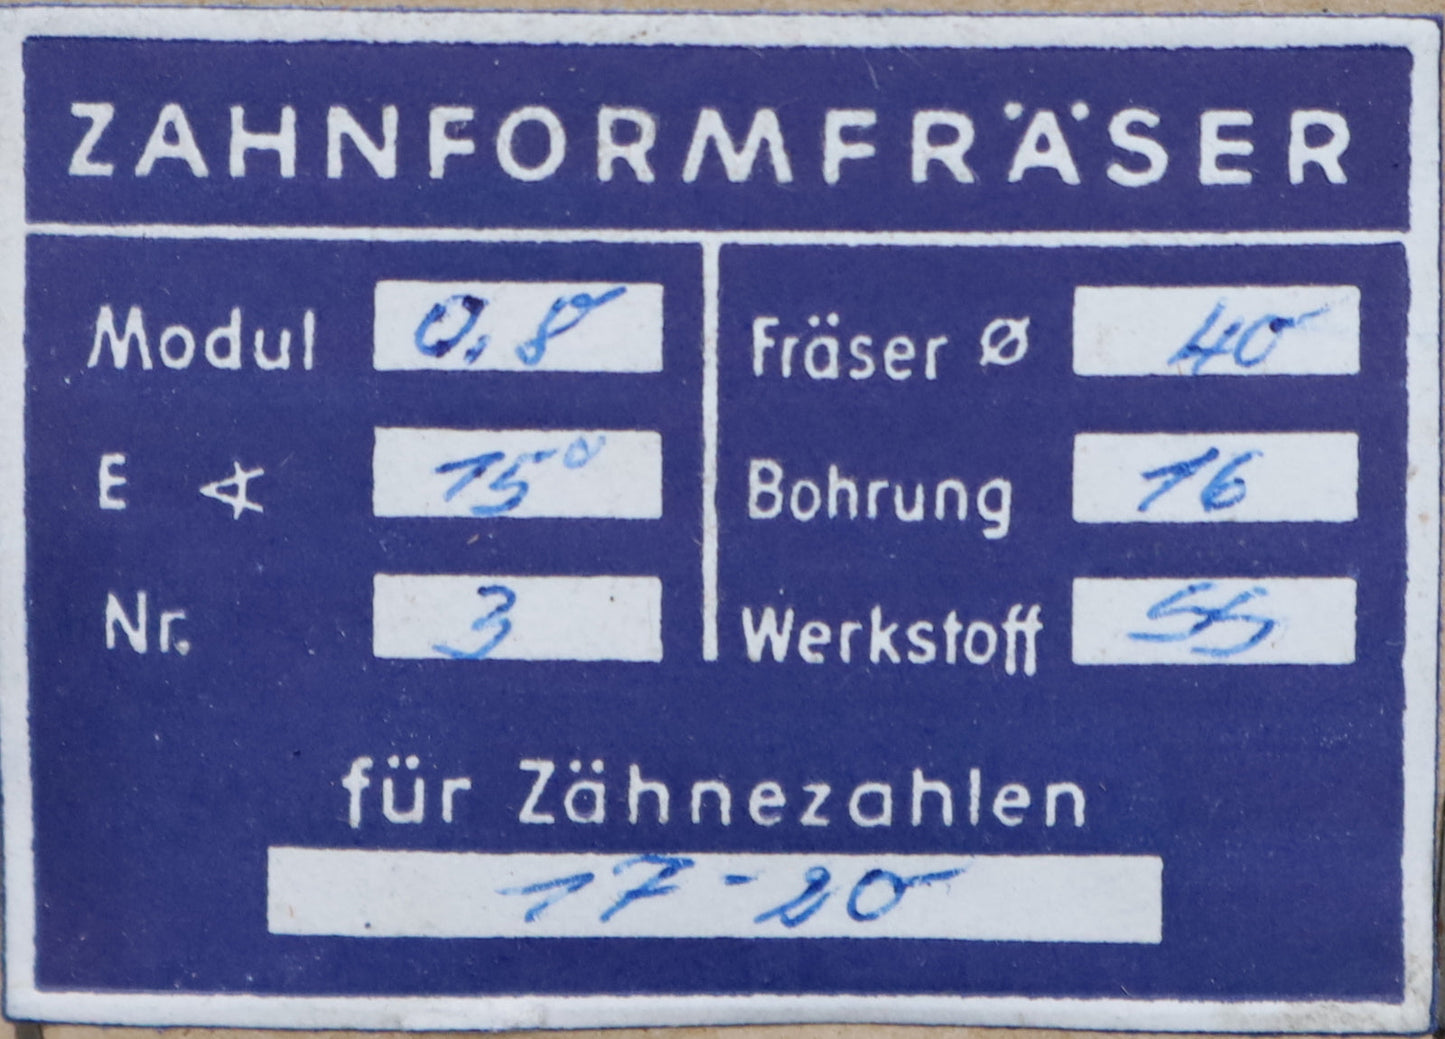 ZAHNFORMFRÄSER
Modul 0,8
E ∢ 15°
Nr. 3
Fräser ⌀ 40
Bohrung 16
Werkstoff SS
für Zähnezahlen
17-20